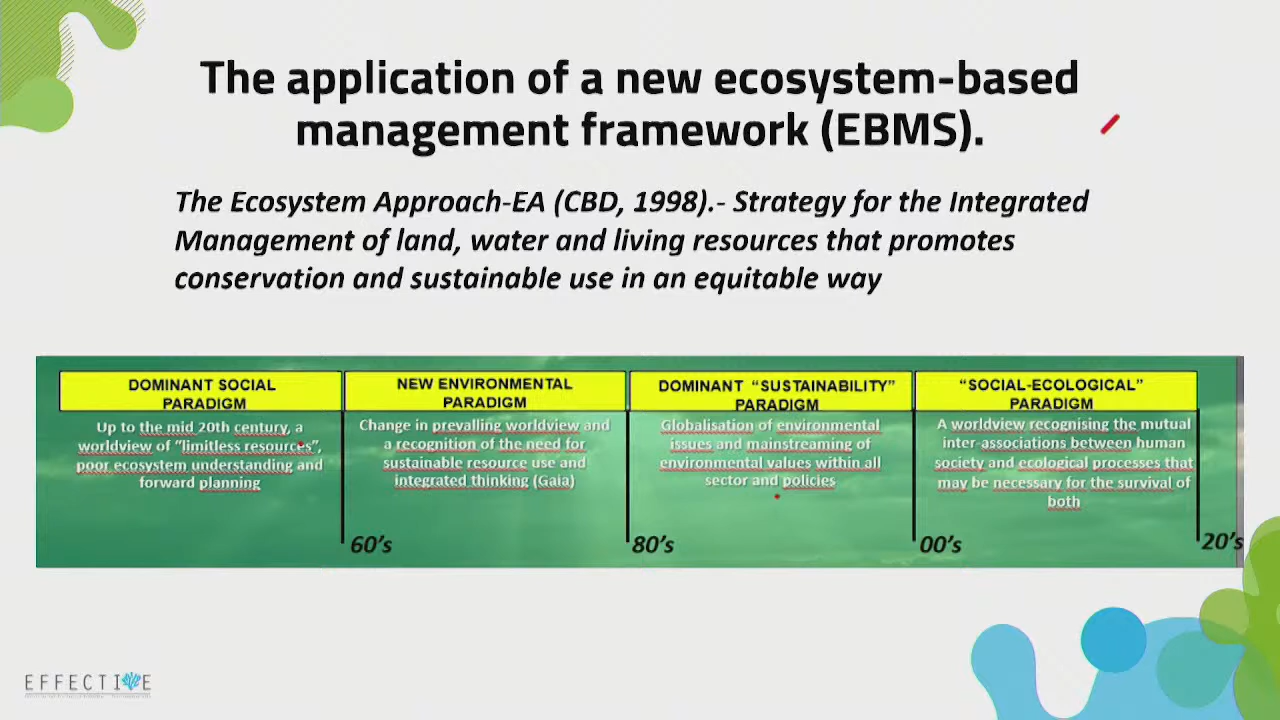 The application of a new ecosystem-based
management framework (EBMS).
The Ecosystem Approach-EA (CBD, 1998).- Strategy for the Integrated
Management of land, water and living resources that promotes
conservation and sustainable use in an equitable way
DOMINANT SOCIAL
PARADIGM
Up to the mid 20th century, a
worldview of “limitless resources”,
poor ecosystem understanding and
forward planning
60’s
NEW ENVIRONMENTAL
PARADIGM
Change in prevalling worldview and
a recognition of the need for
sustainable resource use and
integrated thinking (Gaia)
80’s
DOMINANT “SUSTAINABILITY”
PARADIGM
Globalisation of environmental
issues and mainstreaming of
environmental values within all
sector and policies
00’s
“SOCIAL-ECOLOGICAL”
PARADIGM
A worldview recognising the mutual
inter-associations between human
society and ecological processes that
may be necessary for the survival of
both
20’s
EFFECTIVE